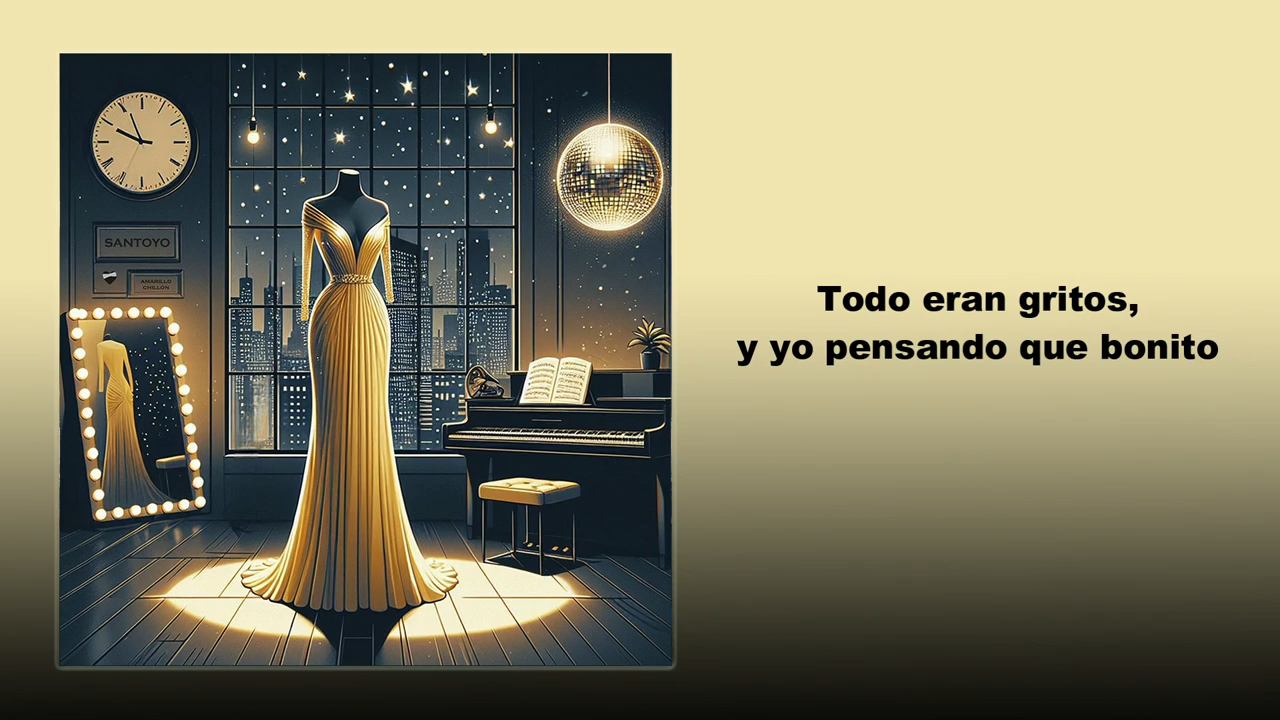 SANTOYO
AMARILLO
CHILLÓN
Todo eran gritos,
y yo pensando que bonito